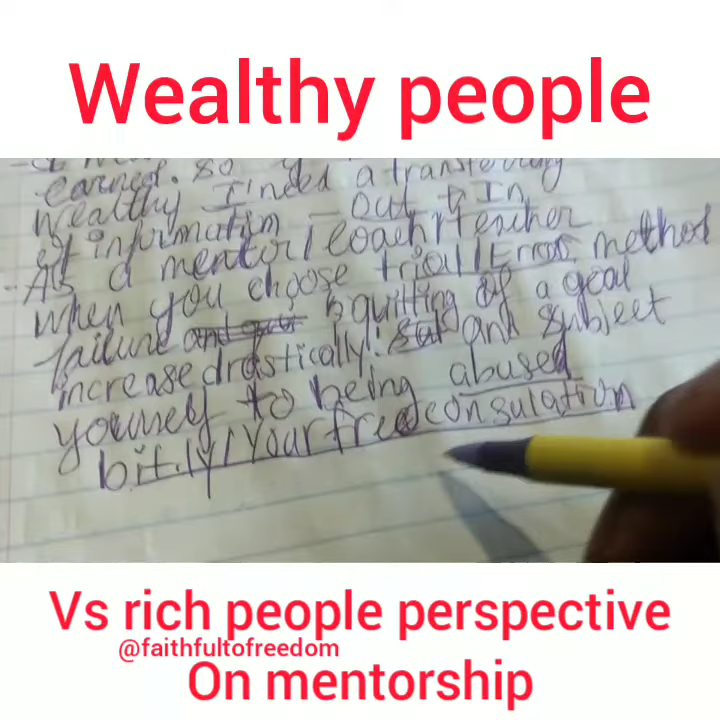 Wealthy people
earned. so
wealthy I need a transfering
of information - out → In
As a mentor/coach/teacher
when you choose trial/Error method
failure and quit & quitting of a goal
increase drastically! and subject
yourself to being abused
bit.ly/Yourfreeconsulation
Vs rich people perspective
@faithfultofreedom
On mentorship